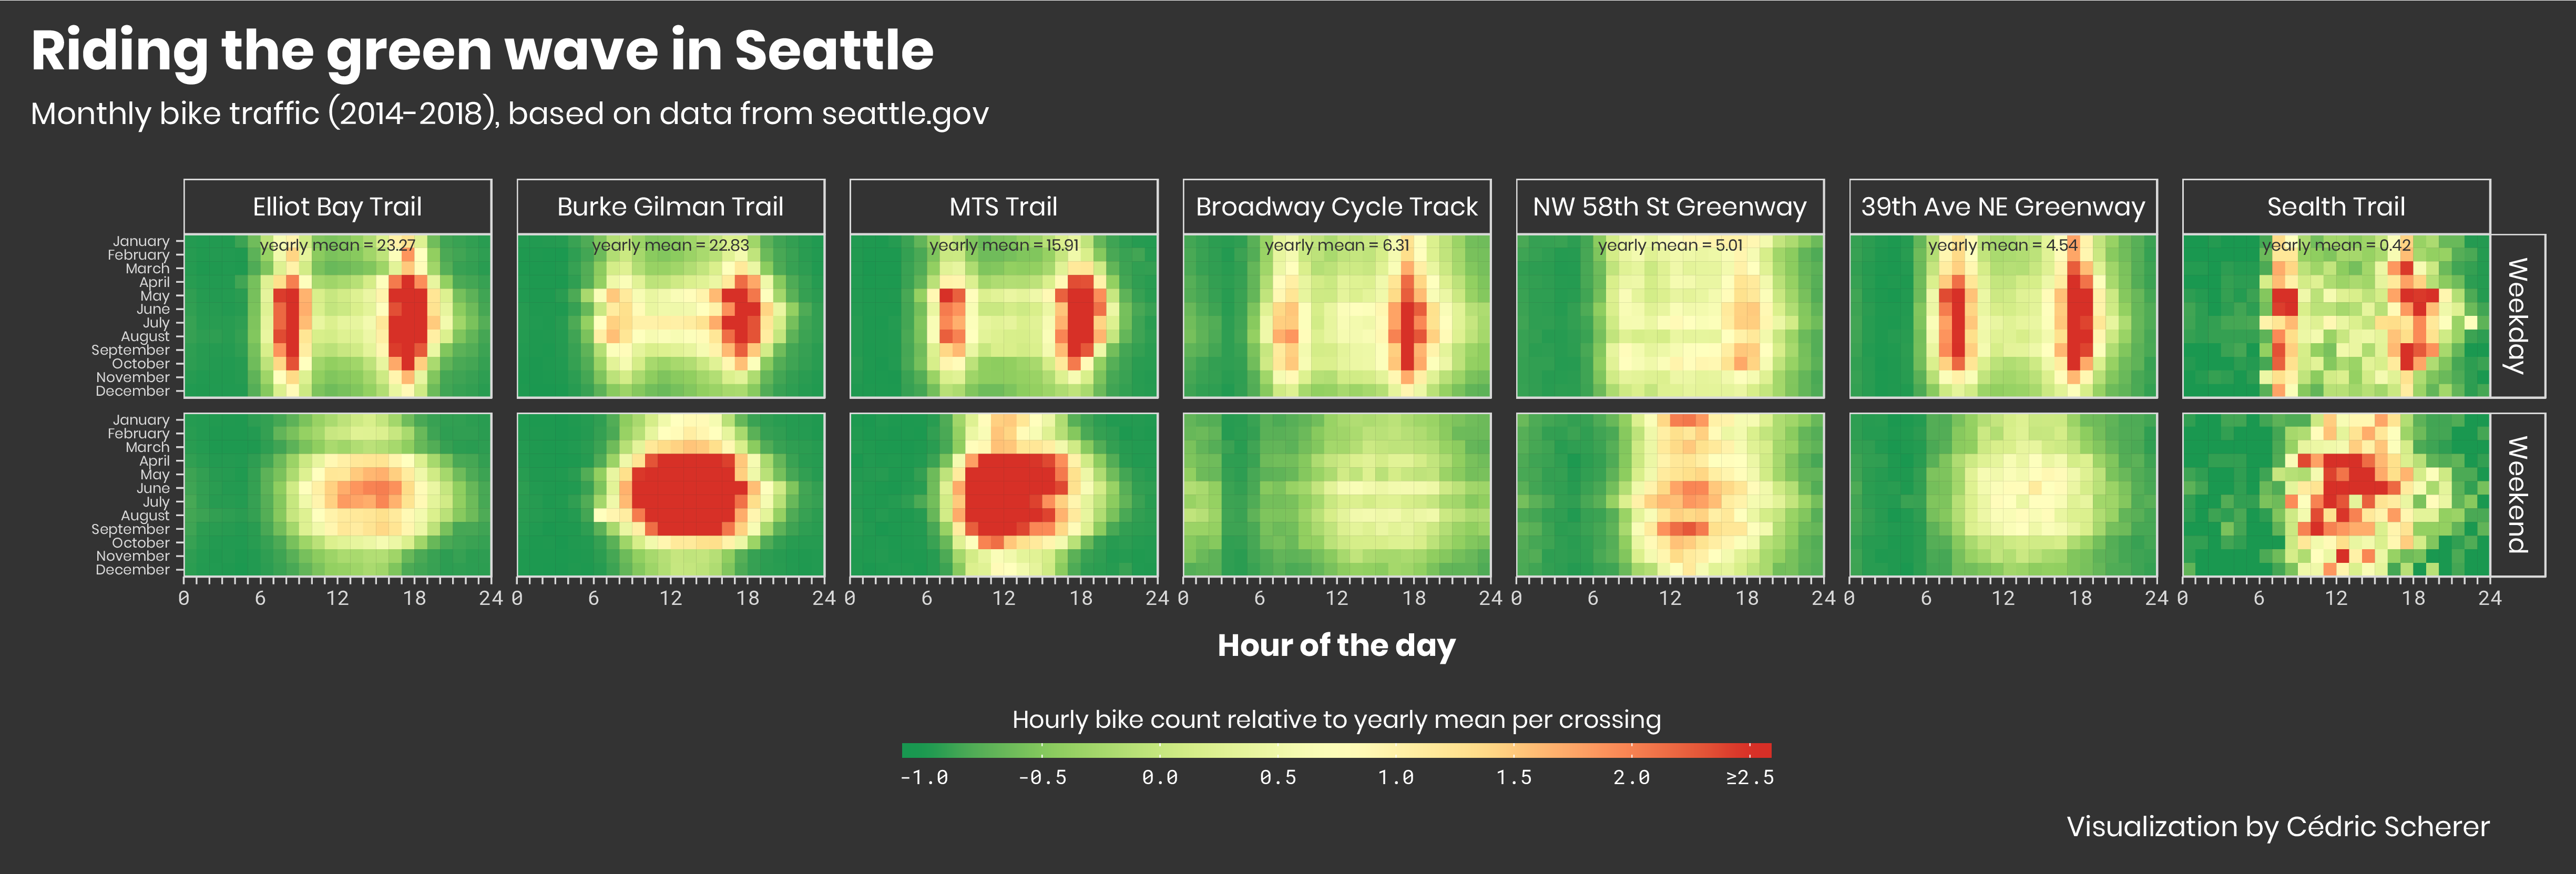 Riding the green wave in Seattle
Monthly bike traffic (2014-2018), based on data from seattle.gov
Elliot Bay Trail Burke Gilman Trail MTS Trail Broadway Cycle Track NW 58th St Greenway 39th Ave NE Greenway Sealth Trail
yearly mean = 23.27 yearly mean = 22.83 yearly mean = 15.91 yearly mean = 6.31 yearly mean = 5.01 yearly mean = 4.54 yearly mean = 0.42
January
February
March
April
May
June
July
August
September
October
November
December
Weekday
January
February
March
April
May
June
July
August
September
October
November
December
Weekend
0 6 12 18 24 0 6 12 18 24 0 6 12 18 24 0 6 12 18 24 0 6 12 18 24 0 6 12 18 24 0 6 12 18 24
Hour of the day
Hourly bike count relative to yearly mean per crossing
-1.0 -0.5 0.0 0.5 1.0 1.5 2.0 ≥2.5
Visualization by Cédric Scherer